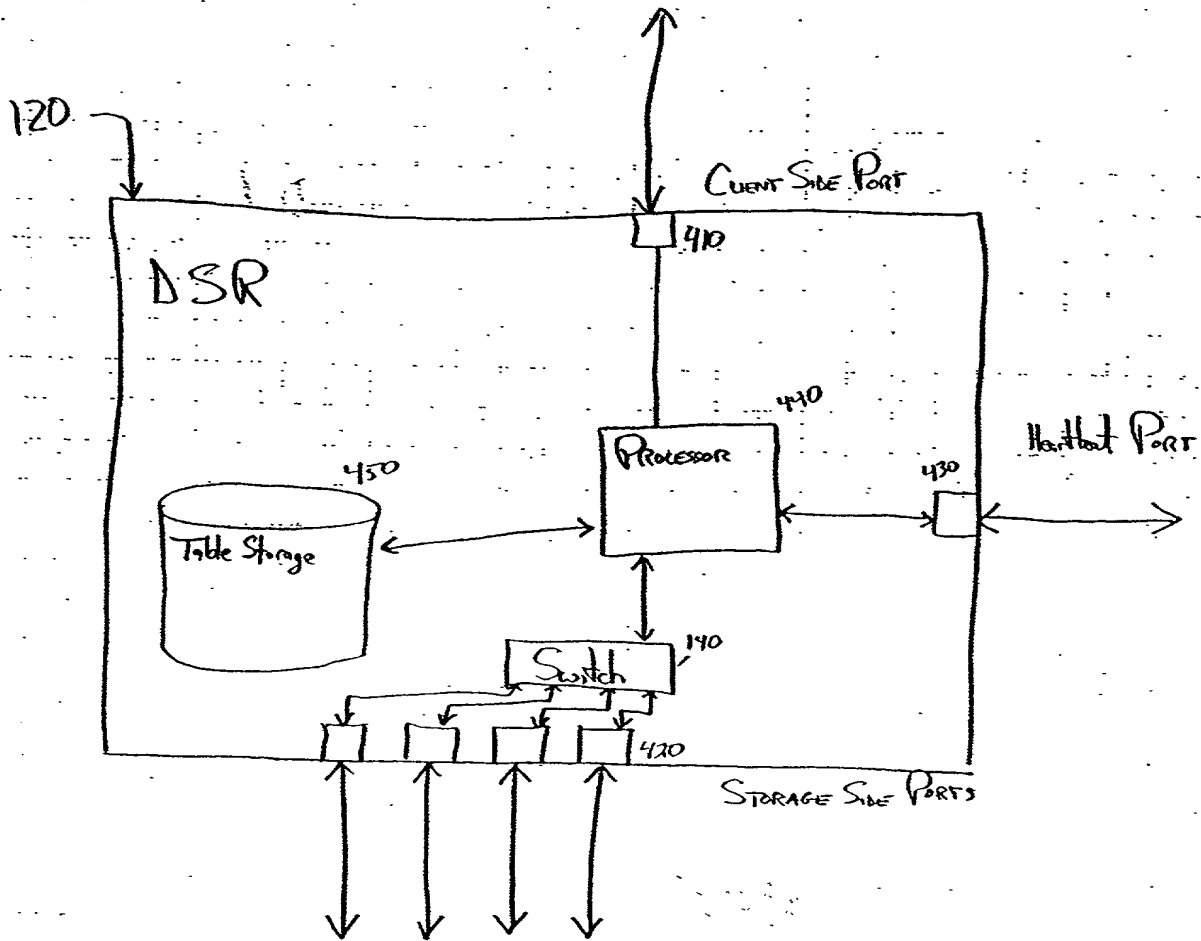 120
CLIENT SIDE PORT
410
DSR
440
PROCESSOR
HeartBeat PORT
430
450
Table Storage
140
Switch
420
STORAGE SIDE PORTS